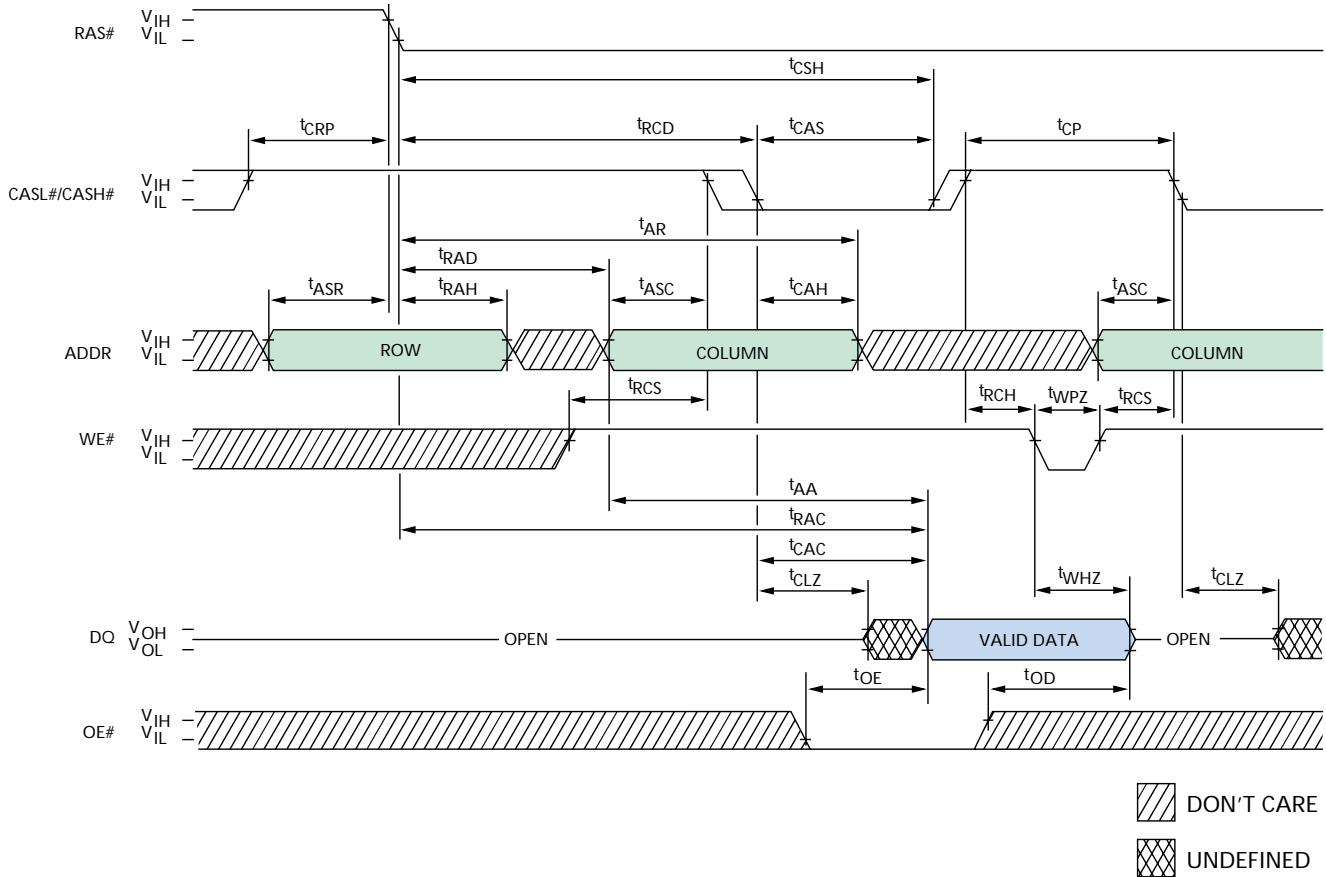 RAS# VIH
VIL
tCSH
tCRP tRCD tCAS tCP
CASL#/CASH# VIH
VIL
tAR
tRAD
tASR tRAH tASC tCAH tASC
ADDR VIH
VIL
ROW COLUMN COLUMN
tRCS tRCH tWPZ tRCS
WE# VIH
VIL
tAA
tRAC
tCAC
tCLZ tWHZ tCLZ
DQ VOH
VOL
OPEN VALID DATA OPEN
tOE tOD
OE# VIH
VIL
DON'T CARE
UNDEFINED